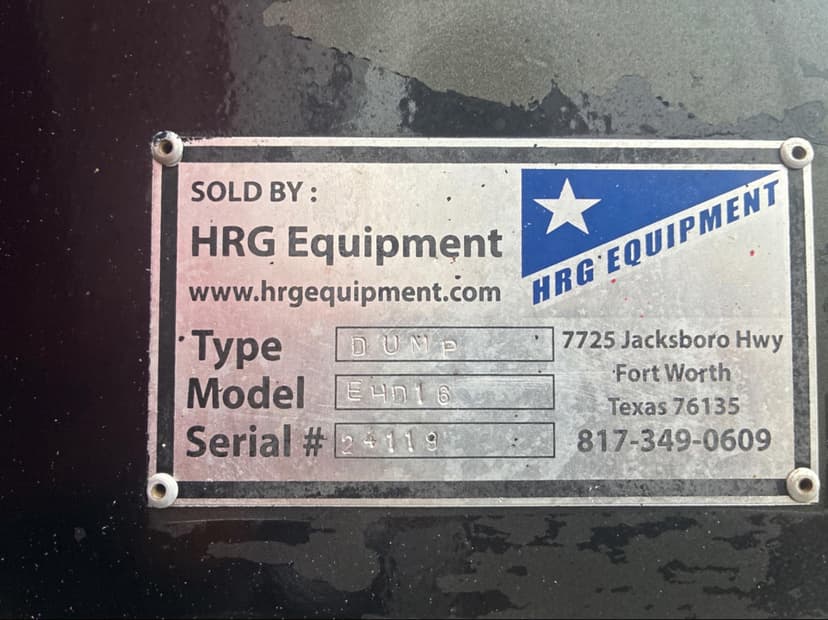 SOLD BY :
HRG Equipment
www.hrgequipment.com
HRG EQUIPMENT
Type DUMP
Model EHD16
Serial # 24119
7725 Jacksboro Hwy
Fort Worth
Texas 76135
817-349-0609